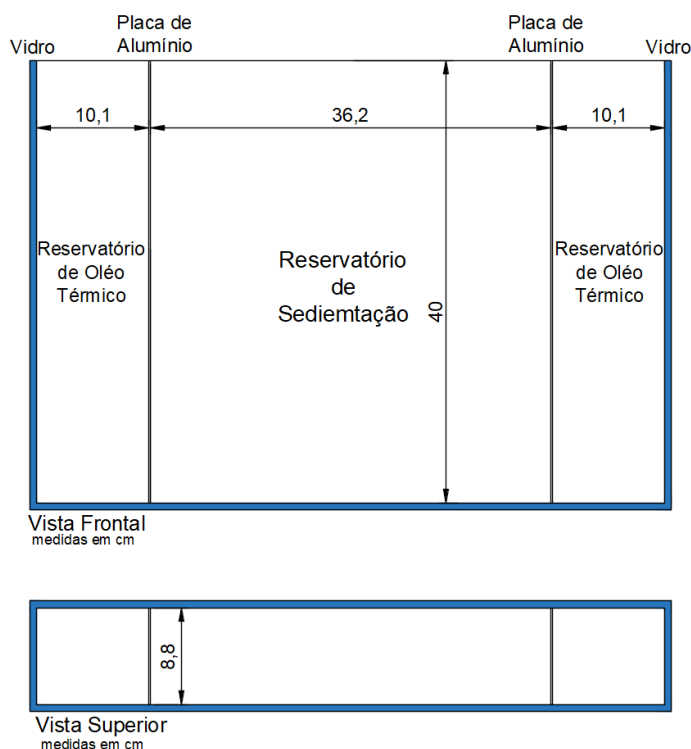 Placa de
Alumínio
Placa de
Alumínio
Vidro
Vidro
10,1
36,2
10,1
Reservatório
de Oléo
Térmico
Reservatório
de
Sediemtação
40
Reservatório
de Oléo
Térmico
Vista Frontal
medidas em cm
8,8
Vista Superior
medidas em cm